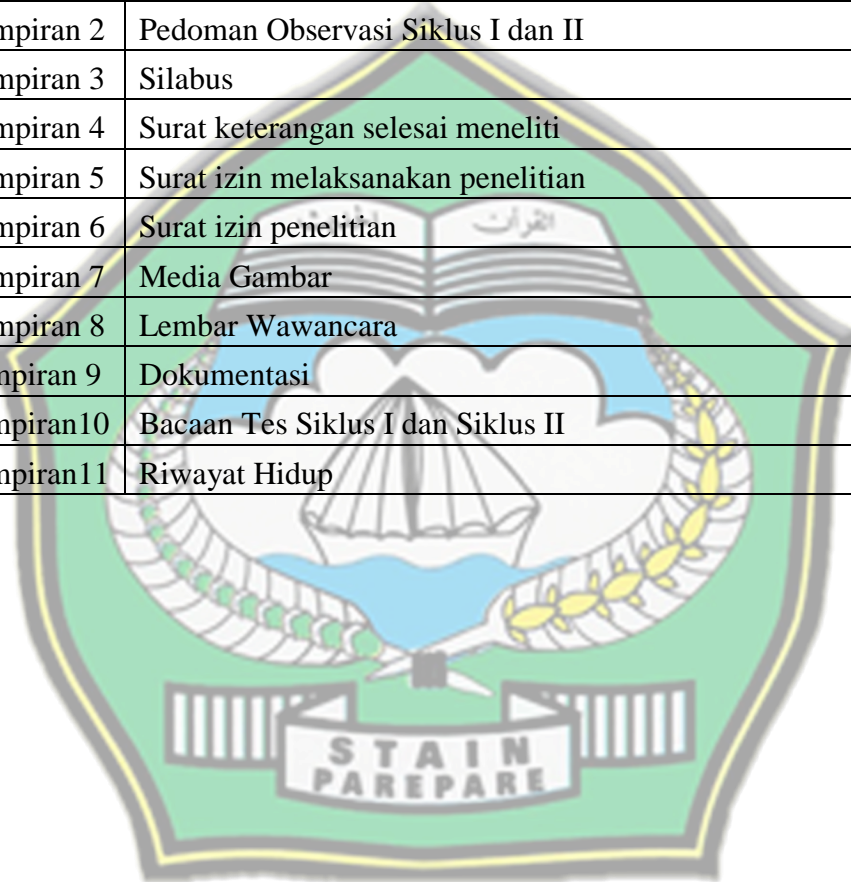 mpiran 2 Pedoman Observasi Siklus I dan II
mpiran 3 Silabus
mpiran 4 Surat keterangan selesai meneliti
mpiran 5 Surat izin melaksanakan penelitian
mpiran 6 Surat izin penelitian
القرآن
mpiran 7 Media Gambar
mpiran 8 Lembar Wawancara
mpiran 9 Dokumentasi
mpiran10 Bacaan Tes Siklus I dan Siklus II
mpiran11 Riwayat Hidup
STAIN
PAREPARE